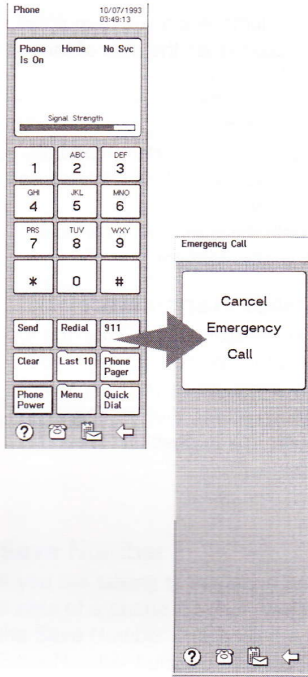 Phone 10/07/1993
03:49:13
Phone Home No Svc
Is On
Signal Strength
ABC DEF
1 2 3
GHI JKL MNO
4 5 6
PRS TUV WXY
7 8 9
* 0 #
Send Redial 911
Clear Last 10 Phone
Pager
Phone Menu Quick
Power Dial
?
Emergency Call
Cancel
Emergency
Call
?